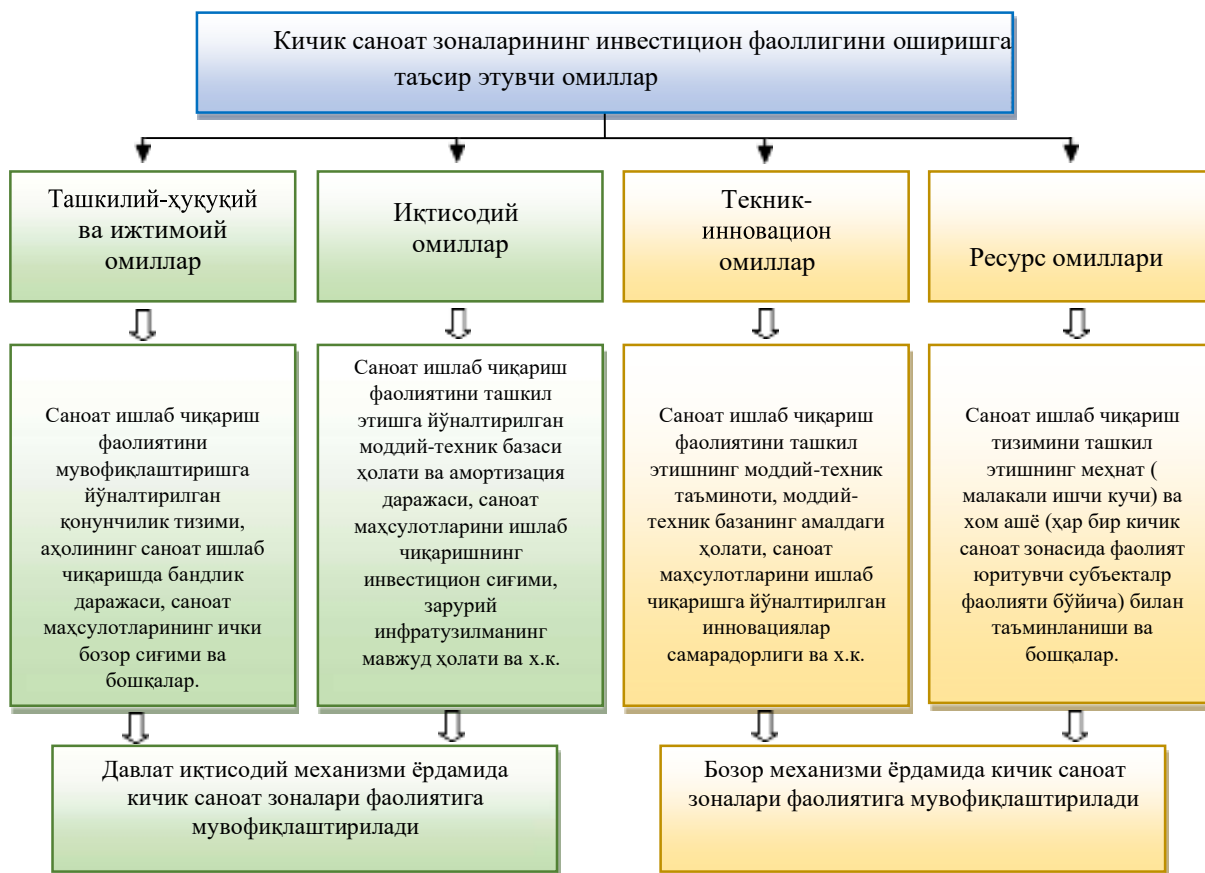 Кичик саноат зоналарининг инвестицион фаоллигини оширишга
таъсир этувчи омиллар
Ташкилий-ҳуқуқий
ва ижтимоий
омиллар
Иқтисодий
омиллар
Текник-
инновацион
омиллар
Ресурс омиллари
Саноат ишлаб чиқариш
фаолиятини
мувофиқлаштиришга
йўналтирилган
қонунчилик тизими,
аҳолининг саноат ишлаб
чиқаришда бандлик
даражаси, саноат
маҳсулотларининг ички
бозор сиғими ва
бошқалар.
Саноат ишлаб чиқариш
фаолиятини ташкил
этишга йўналтирилган
моддий-техник базаси
ҳолати ва амортизация
даражаси, саноат
маҳсулотларини ишлаб
чиқаришнинг
инвестицион сиғими,
зарурий
инфратузилманинг
мавжуд ҳолати ва х.к.
Саноат ишлаб чиқариш
фаолиятини ташкил
этишнинг моддий-техник
таъминоти, моддий-
техник базанинг амалдаги
ҳолати, саноат
маҳсулотларини ишлаб
чиқаришга йўналтирилган
инновациялар
самарадорлиги ва х.к.
Саноат ишлаб чиқариш
тизимини ташкил
этишнинг меҳнат (
малакали ишчи кучи) ва
хом ашё (ҳар бир кичик
саноат зонасида фаолият
юритувчи субъекталр
фаолияти бўйича) билан
таъминланиши ва
бошқалар.
Давлат иқтисодий механизми ёрдамида
кичик саноат зоналари фаолиятига
мувофиқлаштирилади
Бозор механизми ёрдамида кичик саноат
зоналари фаолиятига мувофиқлаштирилади